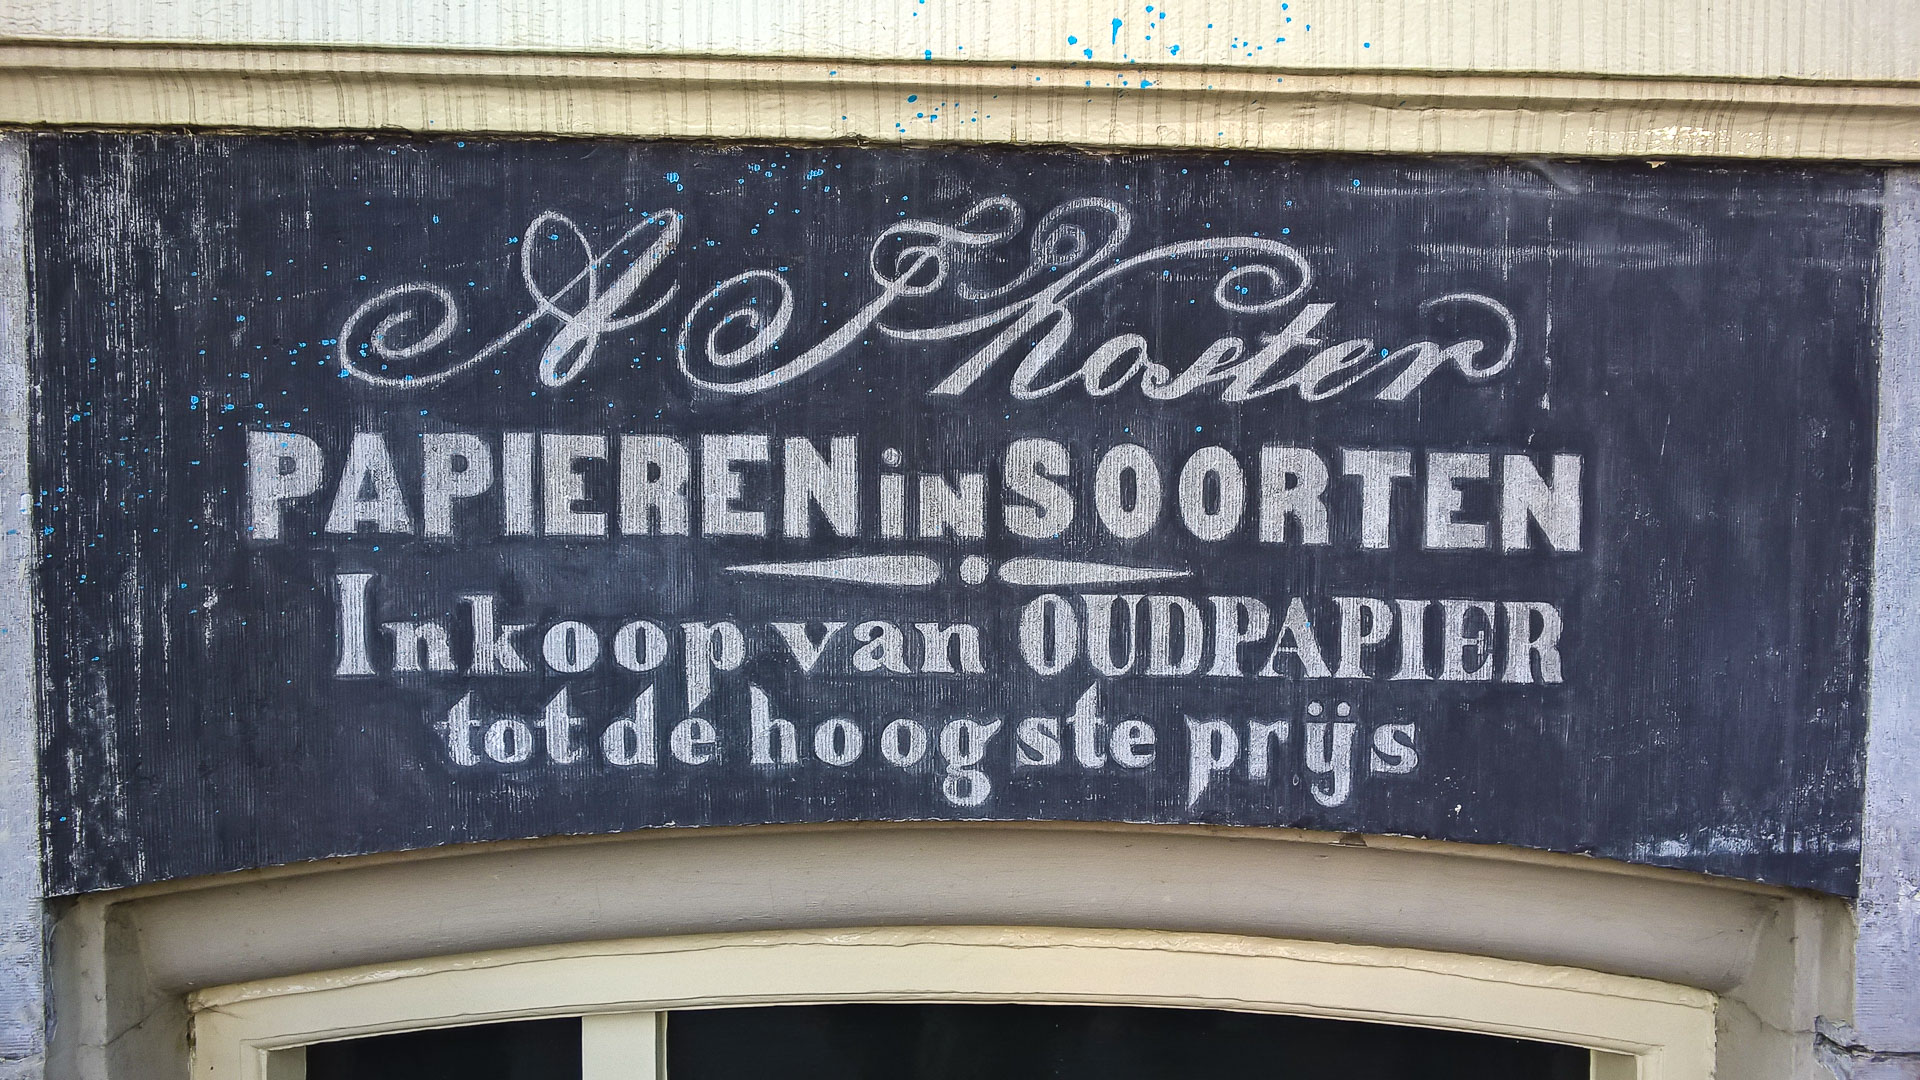 A J Koster
PAPIEREN in SOORTEN
Inkoop van OUDPAPIER
tot de hoogste prijs